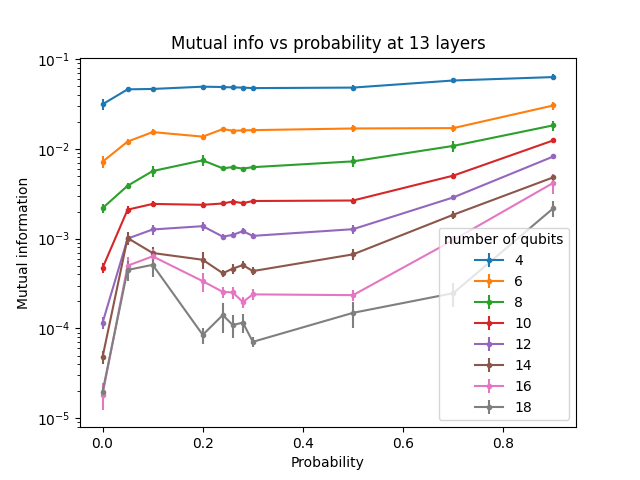 Mutual info vs probability at 13 layers
10⁻¹
10⁻²
10⁻³
10⁻⁴
10⁻⁵
Mutual information
0.0 0.2 0.4 0.6 0.8
Probability
number of qubits
4
6
8
10
12
14
16
18